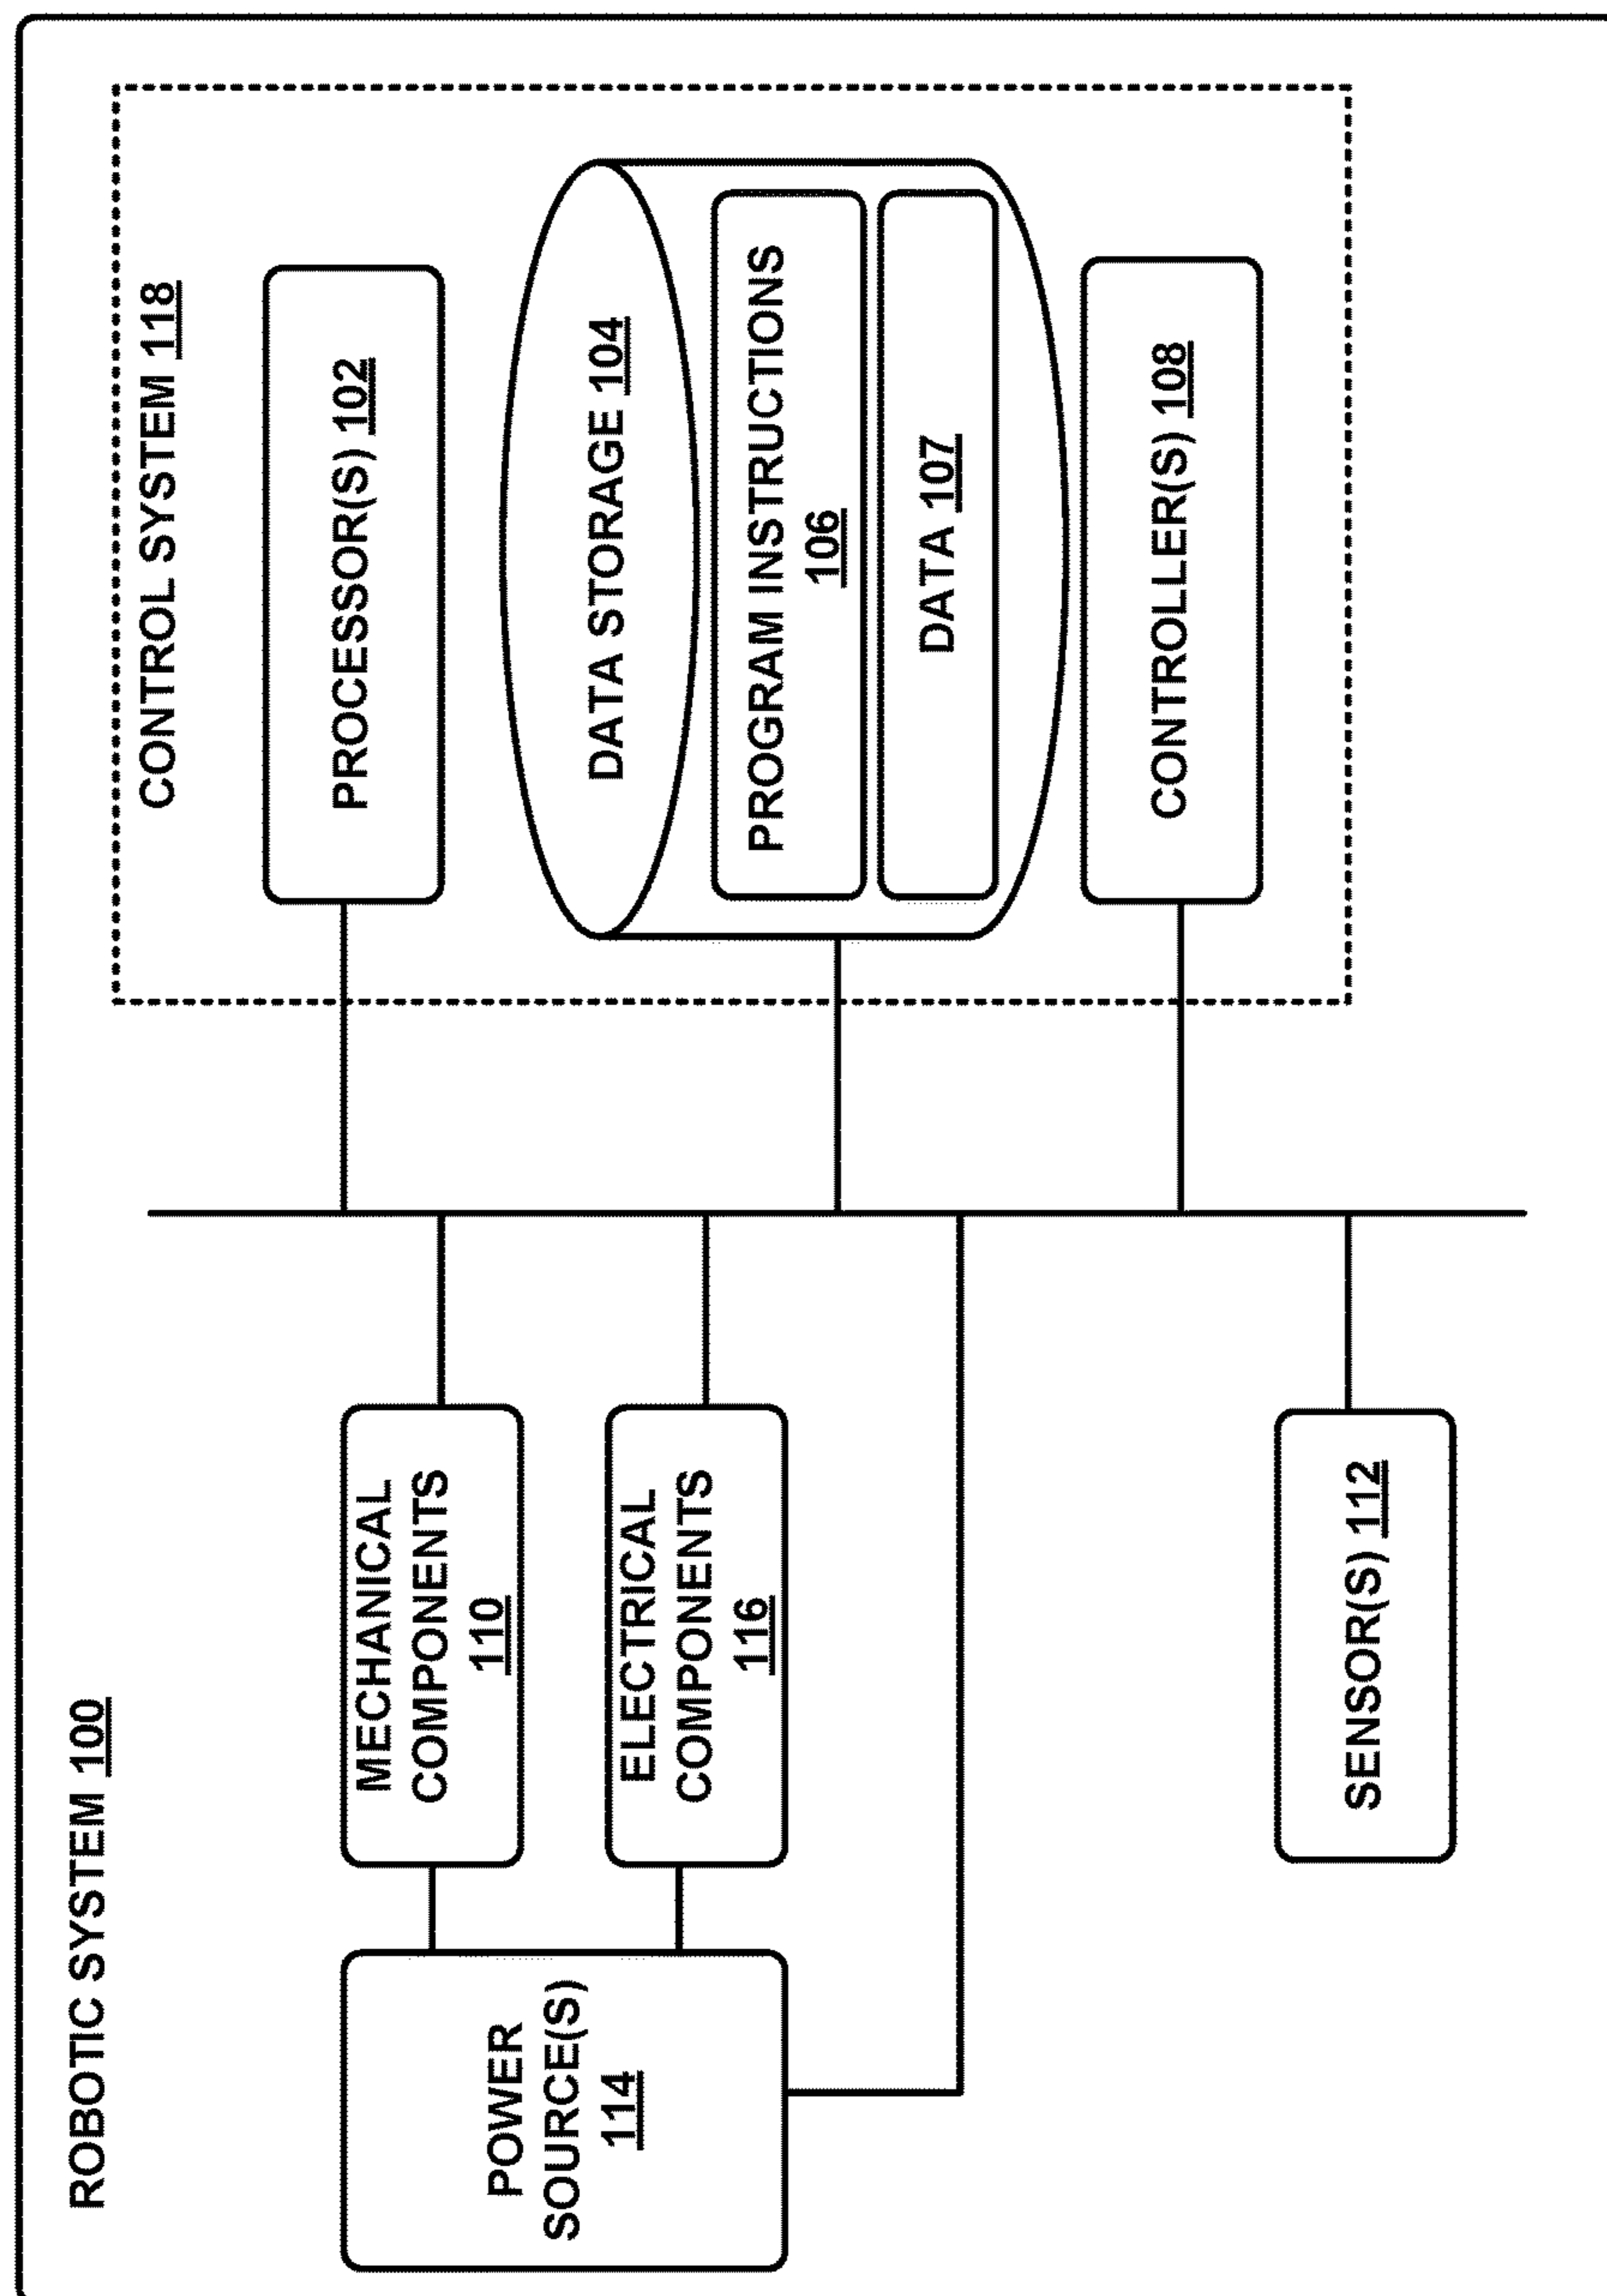 ROBOTIC SYSTEM 100
CONTROL SYSTEM 118
PROCESSOR(S) 102
DATA STORAGE 104
PROGRAM INSTRUCTIONS
106
DATA 107
CONTROLLER(S) 108
MECHANICAL
COMPONENTS
110
ELECTRICAL
COMPONENTS
116
POWER
SOURCE(S)
114
SENSOR(S) 112